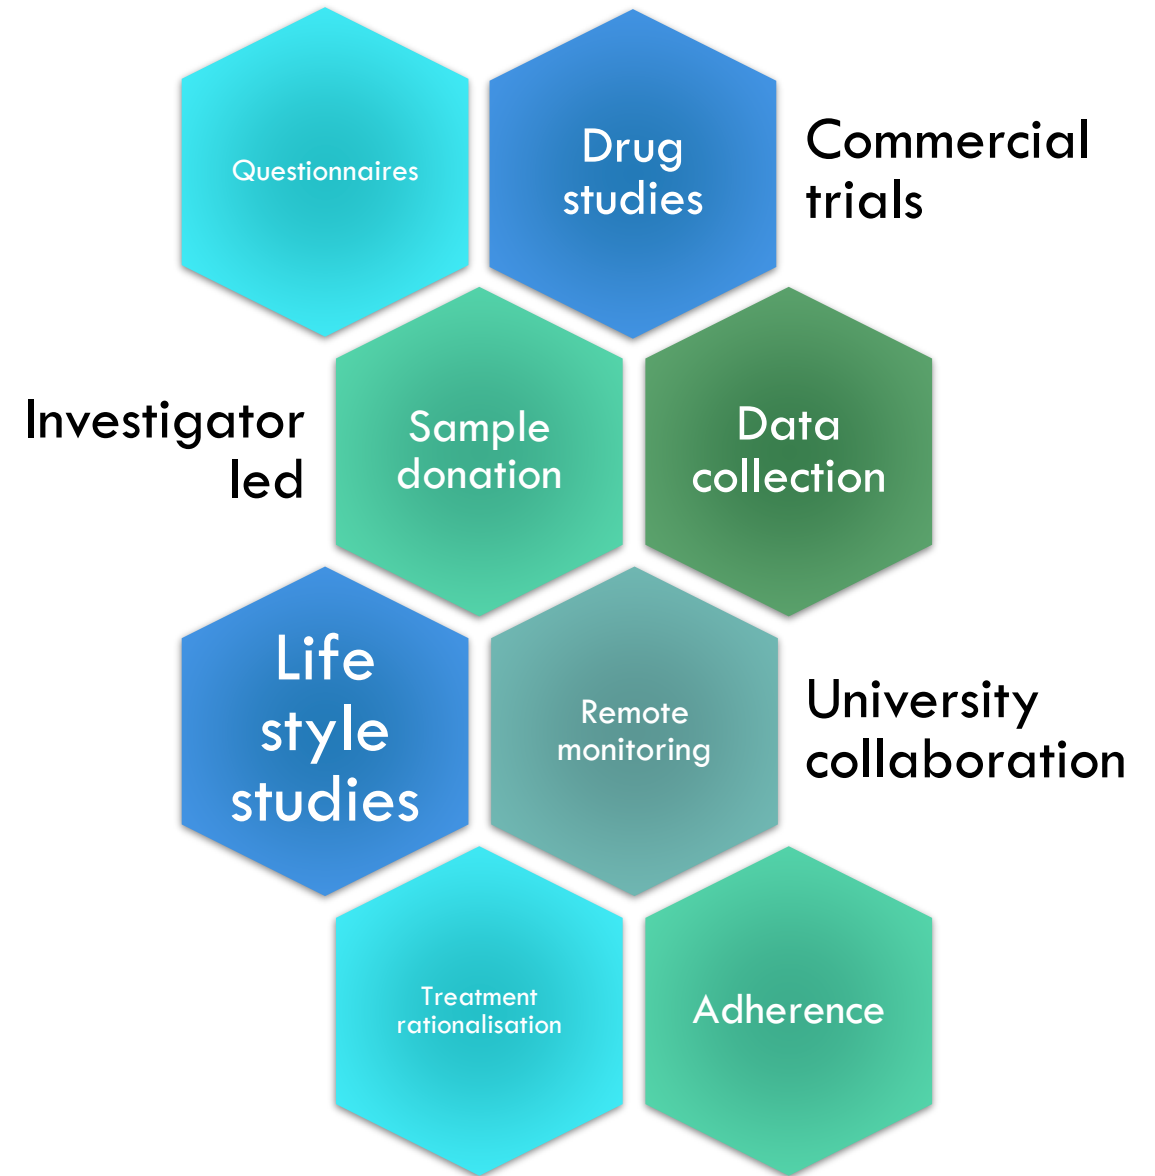 Questionnaires
Drug
studies
Commercial
trials
Investigator
led
Sample
donation
Data
collection
Life
style
studies
Remote
monitoring
University
collaboration
Treatment
rationalisation
Adherence